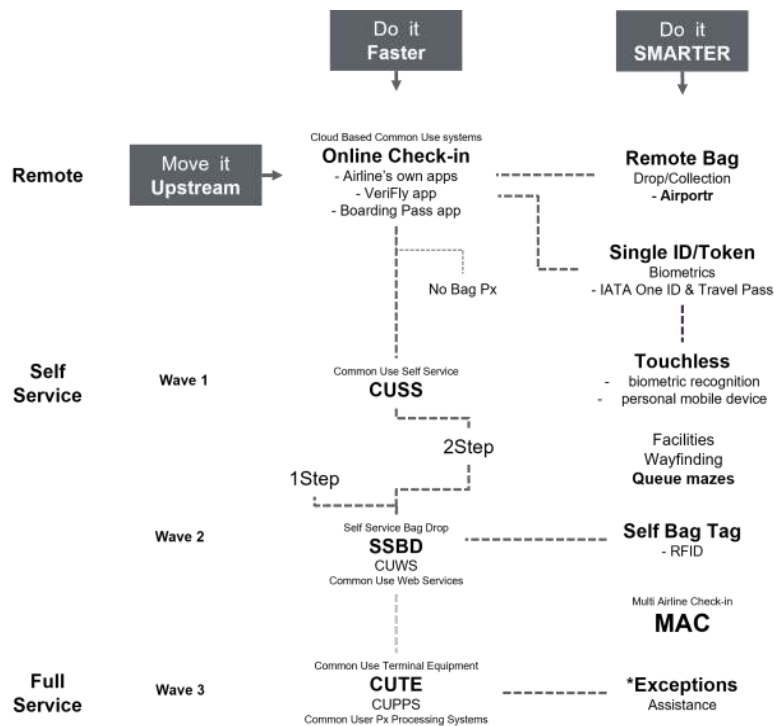 Do it
Faster
Do it
SMARTER
Remote
Move it
Upstream
Cloud Based Common Use systems
Online Check-in
- Airline's own apps
- VeriFly app
- Boarding Pass app
Remote Bag
Drop/Collection
- Airportr
No Bag Px
Single ID/Token
Biometrics
- IATA One ID & Travel Pass
Self
Service
Wave 1
Common Use Self Service
CUSS
Touchless
- biometric recognition
- personal mobile device
2Step
1Step
Facilities
Wayfinding
Queue mazes
Wave 2
Self Service Bag Drop
SSBD
CUWS
Common Use Web Services
Self Bag Tag
- RFID
Multi Airline Check-in
MAC
Full
Service
Wave 3
Common Use Terminal Equipment
CUTE
CUPPS
Common User Px Processing Systems
*Exceptions
Assistance